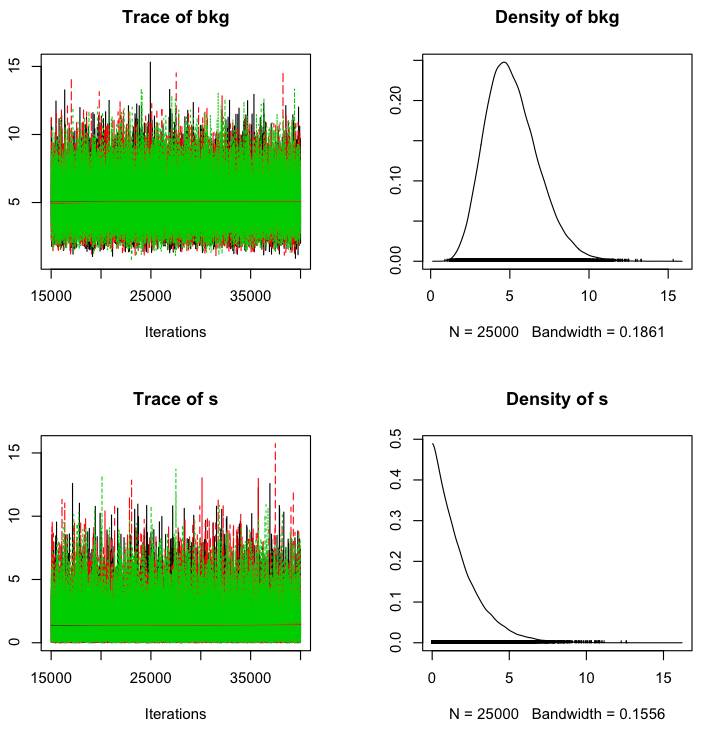 Trace of bkg
15
10
5
15000 25000 35000
Iterations
Density of bkg
0.20
0.10
0.00
0 5 10 15
N = 25000 Bandwidth = 0.1861
Trace of s
15
10
5
0
15000 25000 35000
Iterations
Density of s
0.5
0.4
0.3
0.2
0.1
0.0
0 5 10 15
N = 25000 Bandwidth = 0.1556